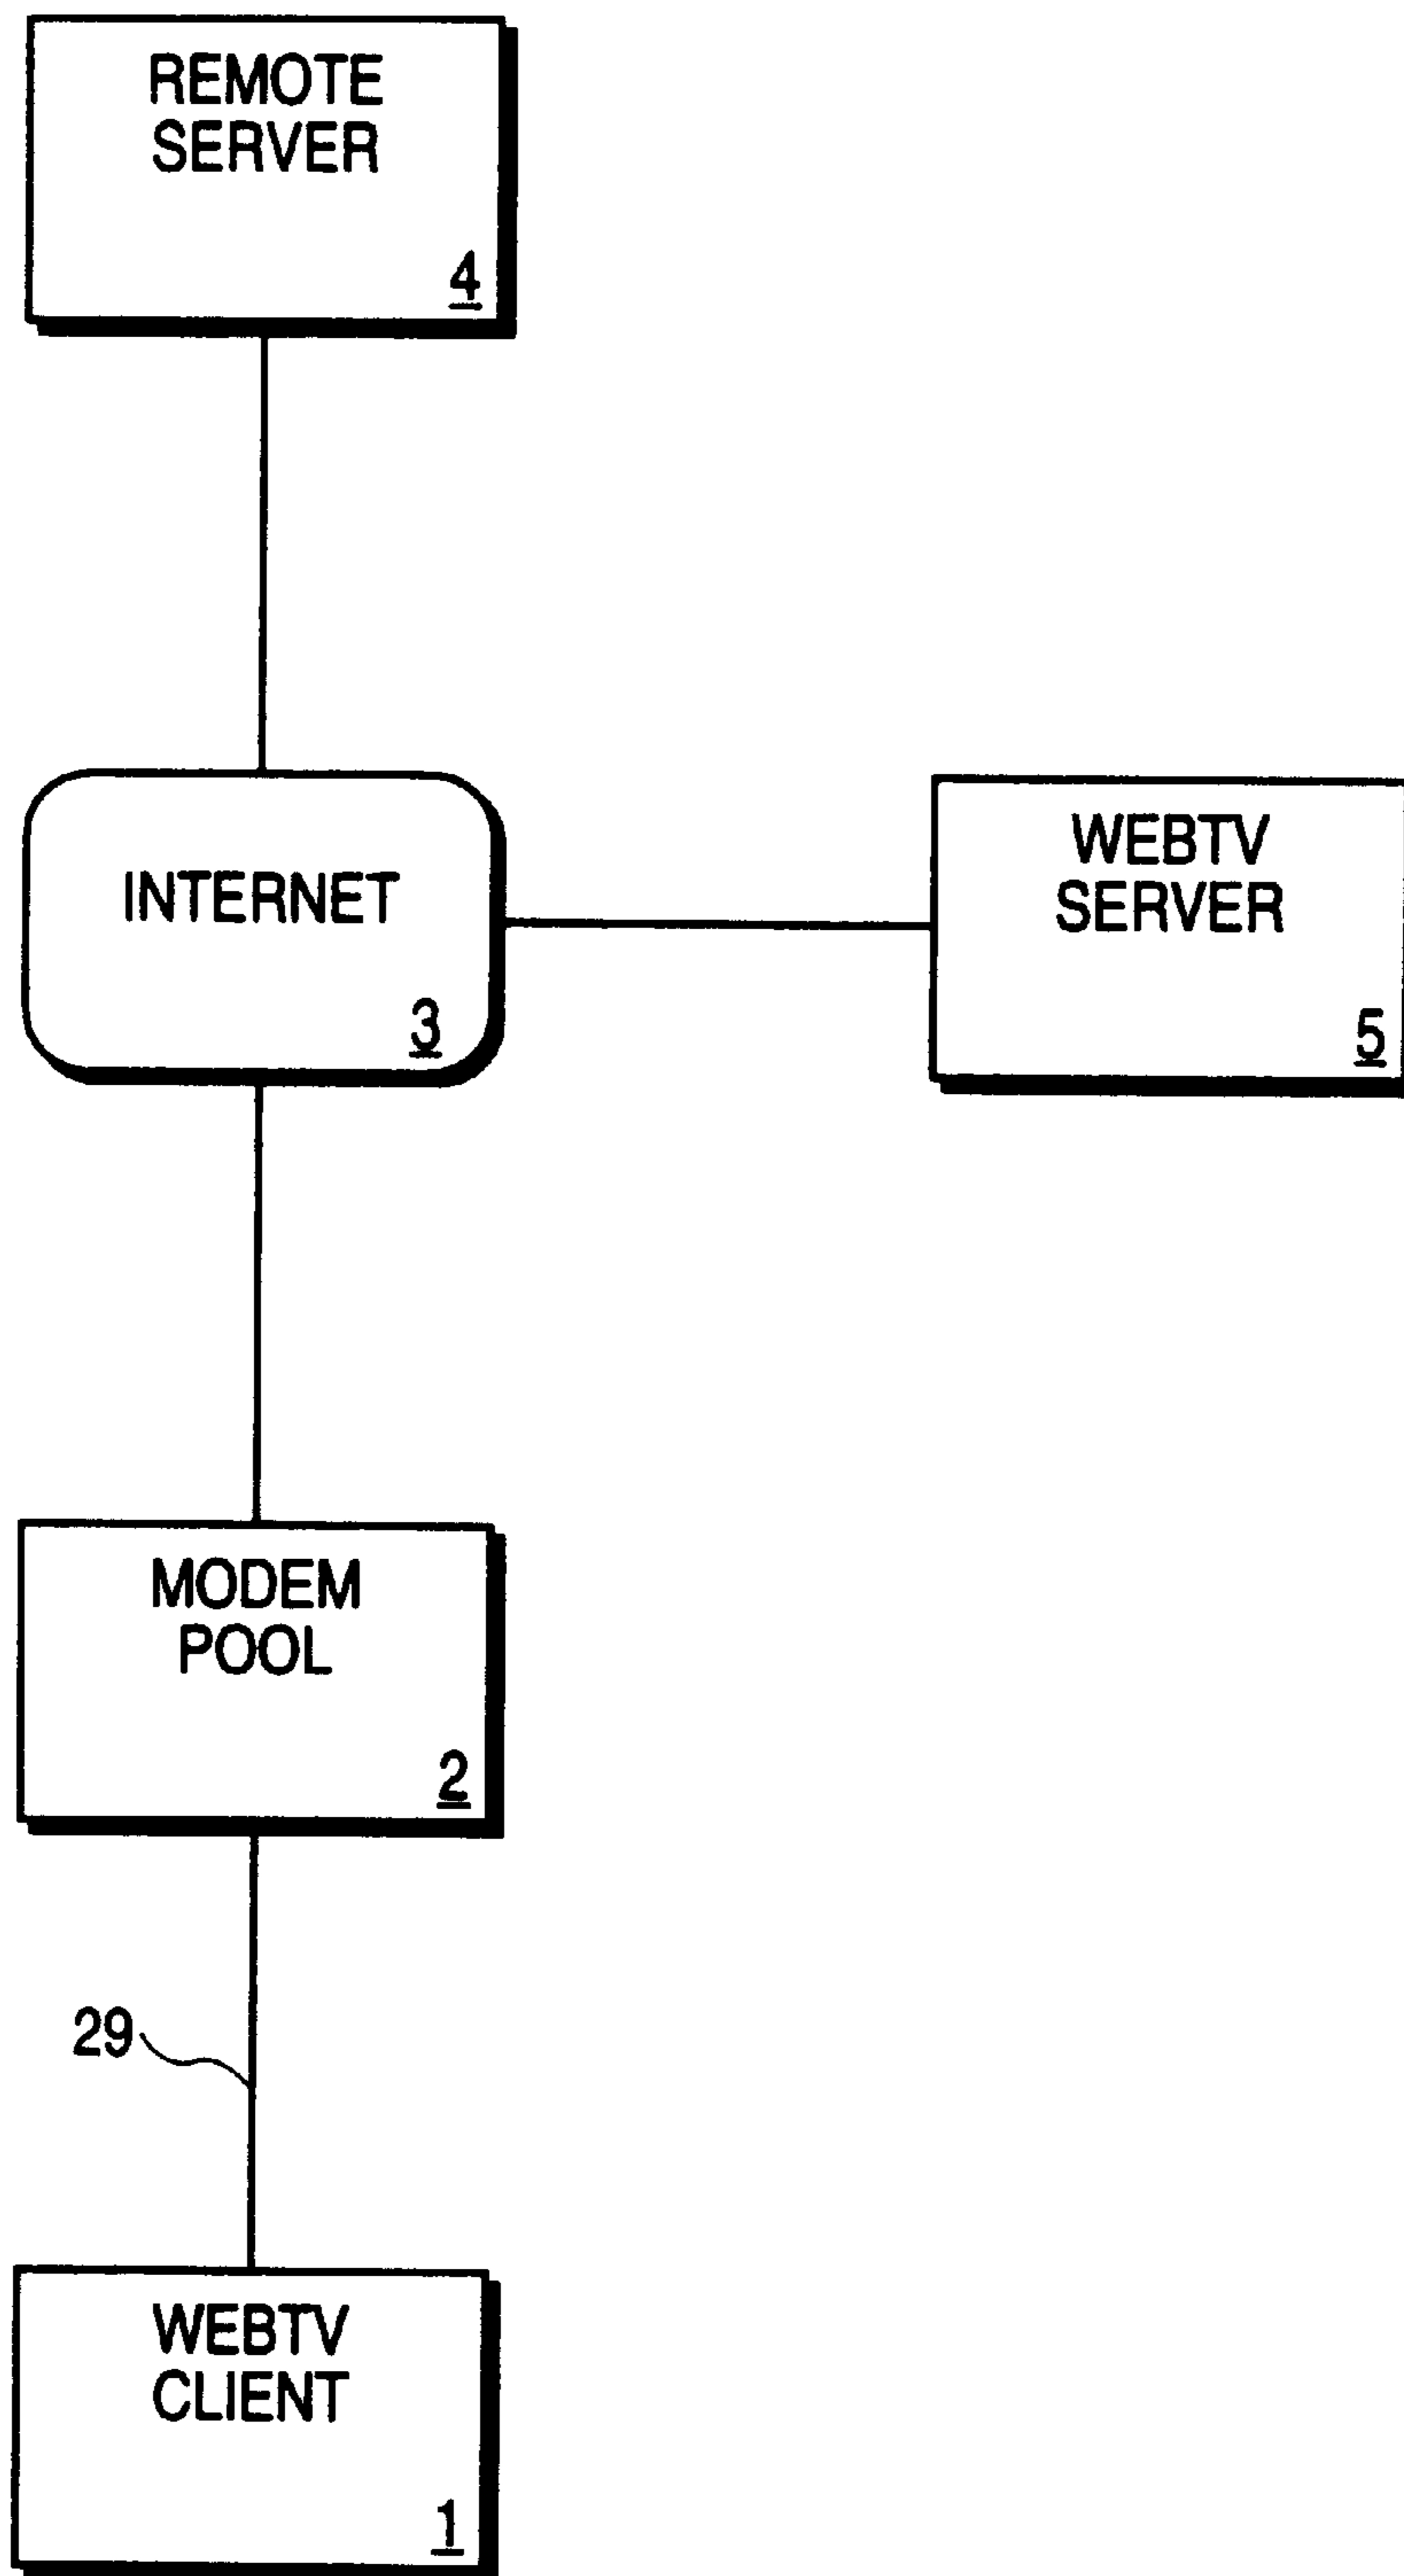 REMOTE
SERVER
4
INTERNET
3
WEBTV
SERVER
5
MODEM
POOL
2
29
WEBTV
CLIENT
1